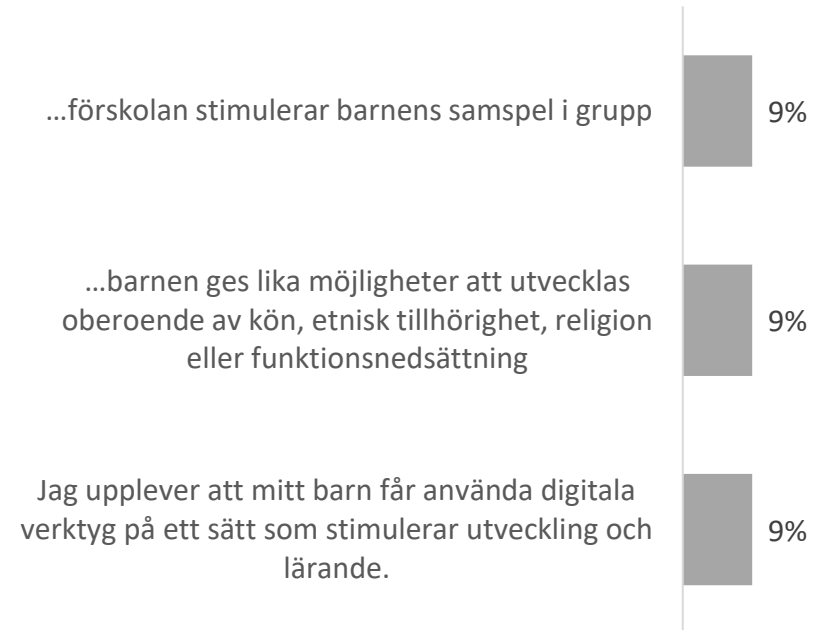 …förskolan stimulerar barnens samspel i grupp
9%
…barnen ges lika möjligheter att utvecklas
oberoende av kön, etnisk tillhörighet, religion
eller funktionsnedsättning
9%
Jag upplever att mitt barn får använda digitala
verktyg på ett sätt som stimulerar utveckling och
lärande.
9%